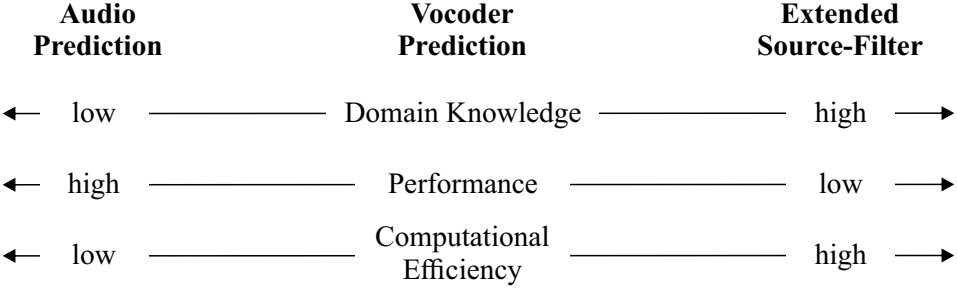 Audio Prediction
Vocoder Prediction
Extended Source-Filter
low Domain Knowledge high
high Performance low
low Computational Efficiency high